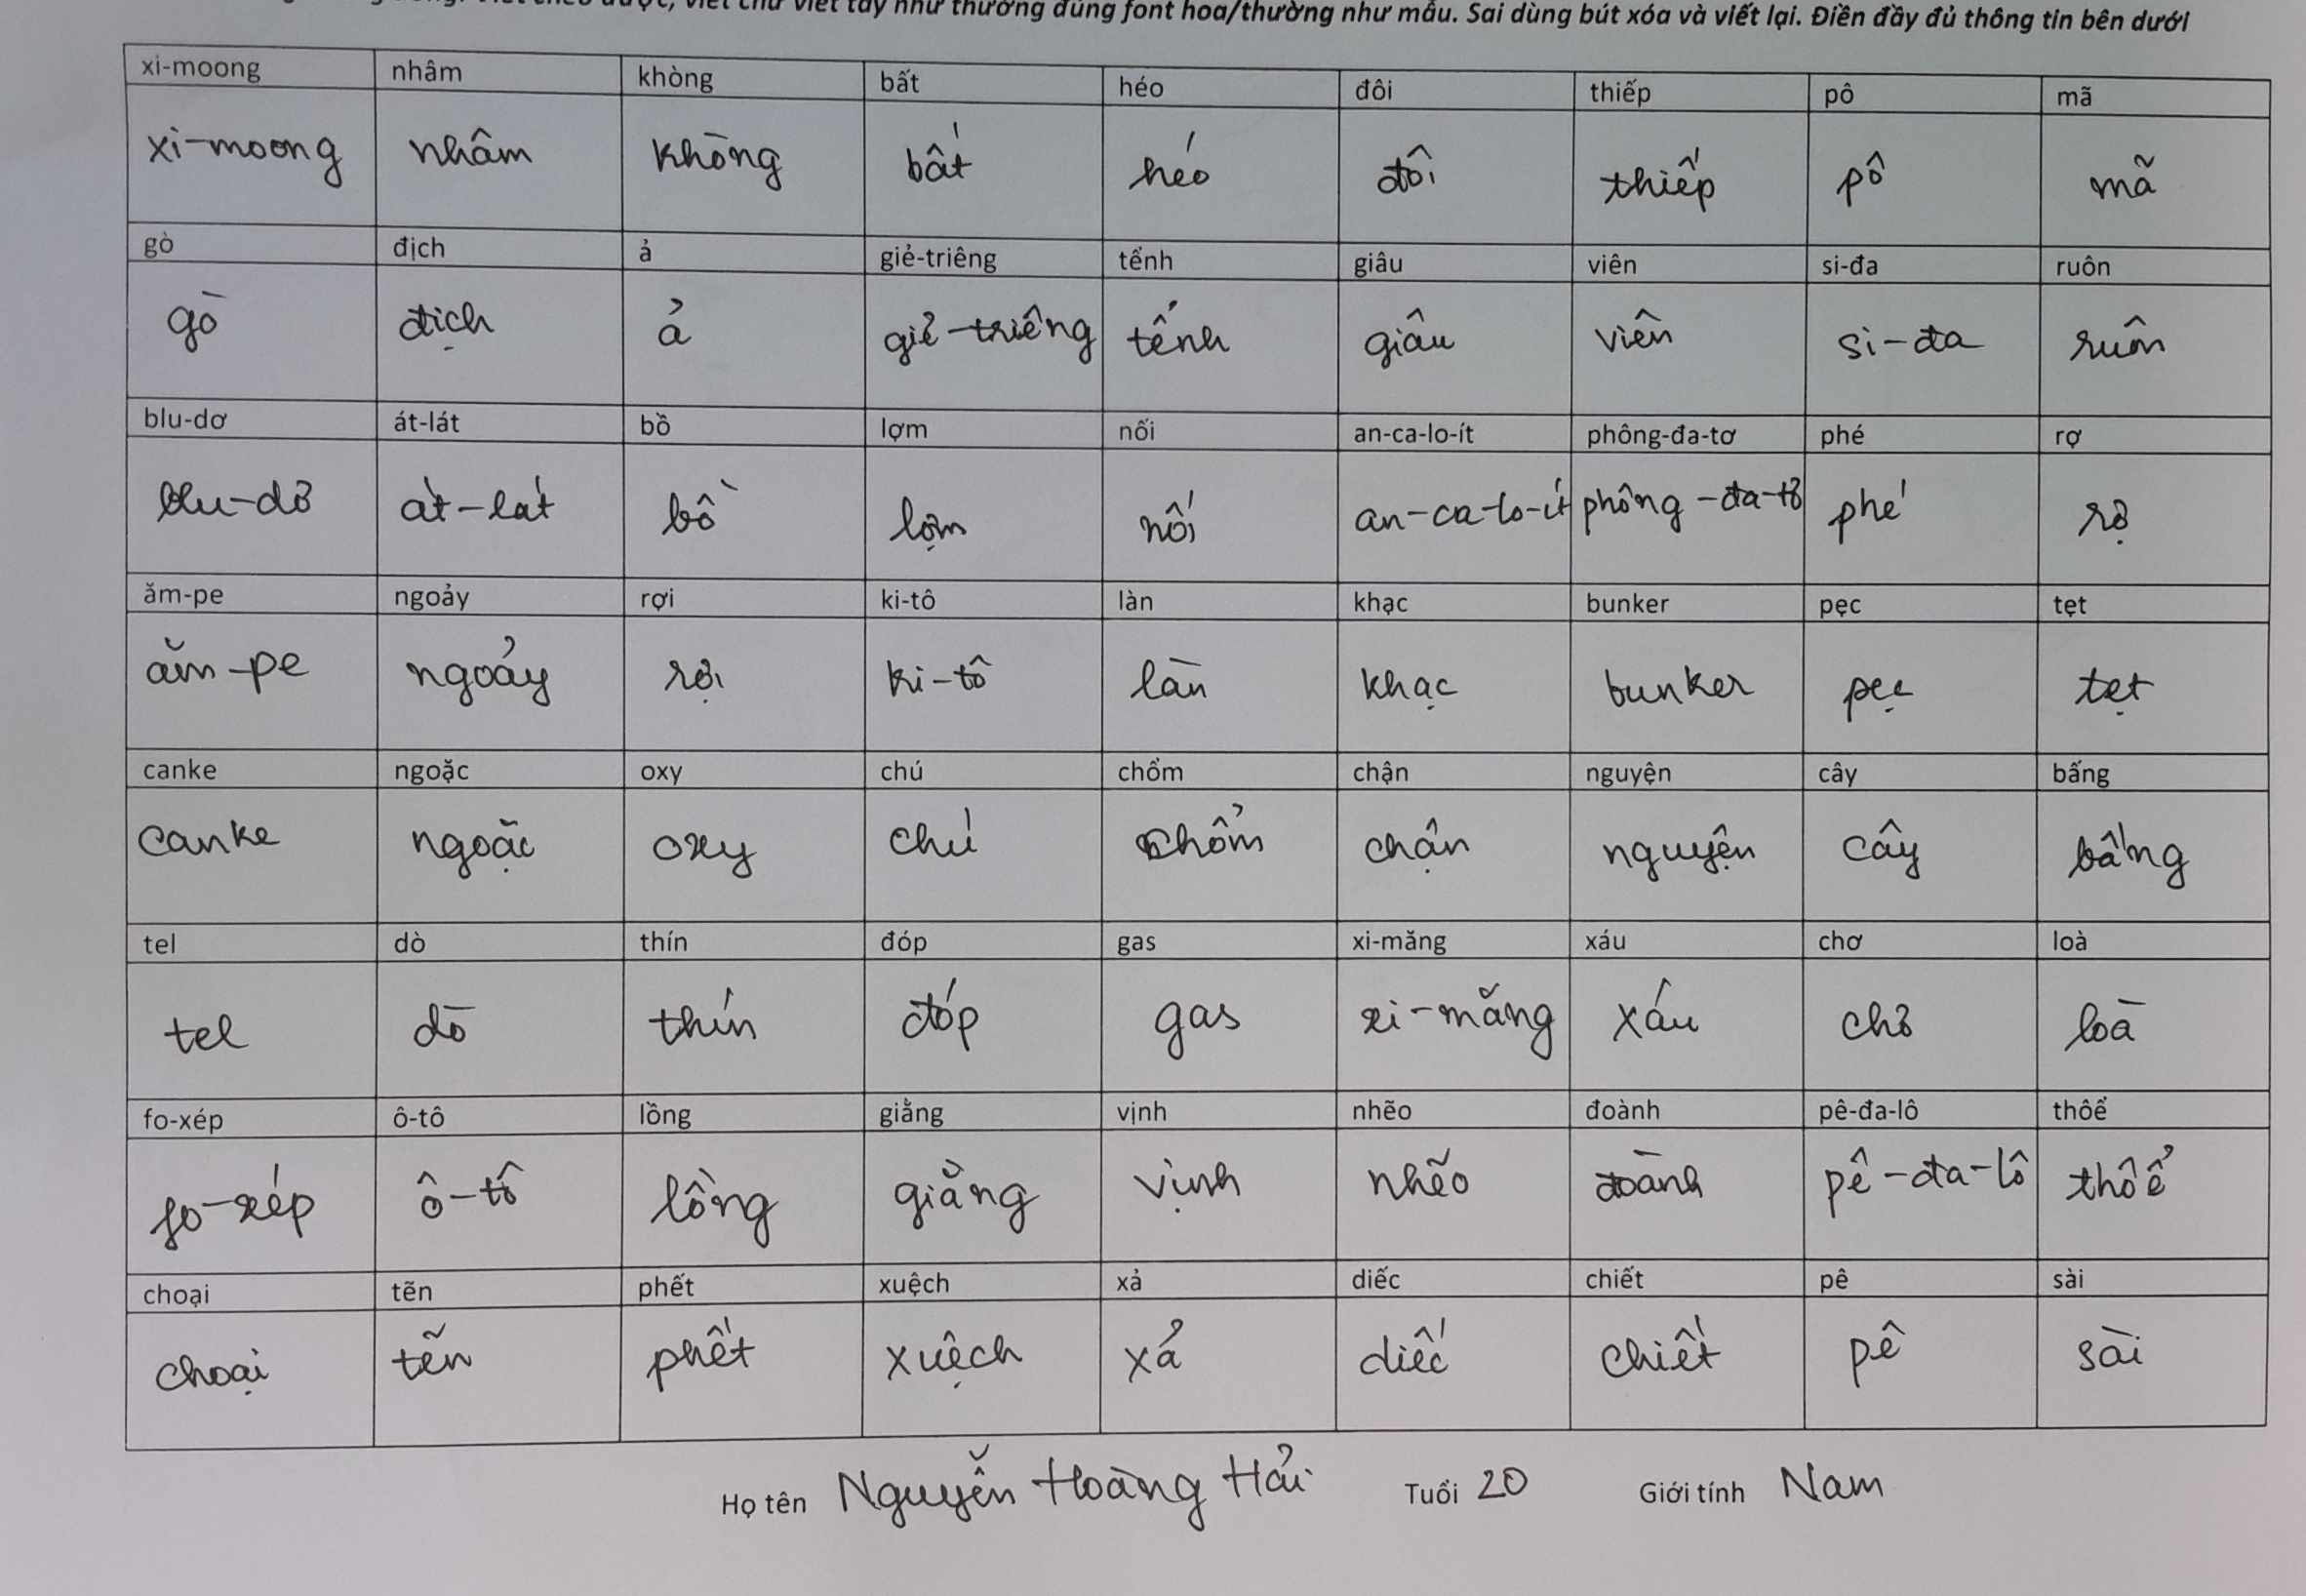 viết chữ viết tay như thường đúng font hoa/thường như mẫu. Sai dùng bút xóa và viết lại. Điền đầy đủ thông tin bên dưới
xi-moong nhâm khòng bất héo đôi thiếp pô mã
xi-moong nhâm khòng bất héo đôi thiếp pô mã
gò địch ả giẻ-triêng tểnh giâu viên si-đa ruôn
gò địch ả giẻ-triêng tểnh giâu viên si-đa ruôn
blu-dơ át-lát bồ lợm nối an-ca-lo-ít phông-đa-tơ phé rợ
blu-dơ át-lát bồ lợm nối an-ca-lo-ít phông-đa-tơ phé rợ
ăm-pe ngoảy rợi ki-tô làn khạc bunker pẹc tẹt
ăm-pe ngoảy rợi ki-tô làn khạc bunker pẹc tẹt
canke ngoặc oxy chú chổm chận nguyện cây bấng
canke ngoặc oxy chú chổm chận nguyện cây bấng
tel dò thín đóp gas xi-măng xáu chơ loà
tel dò thín đóp gas xi-măng xáu chơ loà
fo-xép ô-tô lồng giằng vịnh nhẽo đoành pê-đa-lô thôể
fo-xép ô-tô lồng giằng vịnh nhẽo đoành pê-đa-lô thôể
choại tẽn phết xuệch xả diếc chiết pê sài
choại tẽn phết xuệch xả diếc chiết pê sài
Họ tên Nguyễn Hoàng Hải Tuổi 20 Giới tính Nam